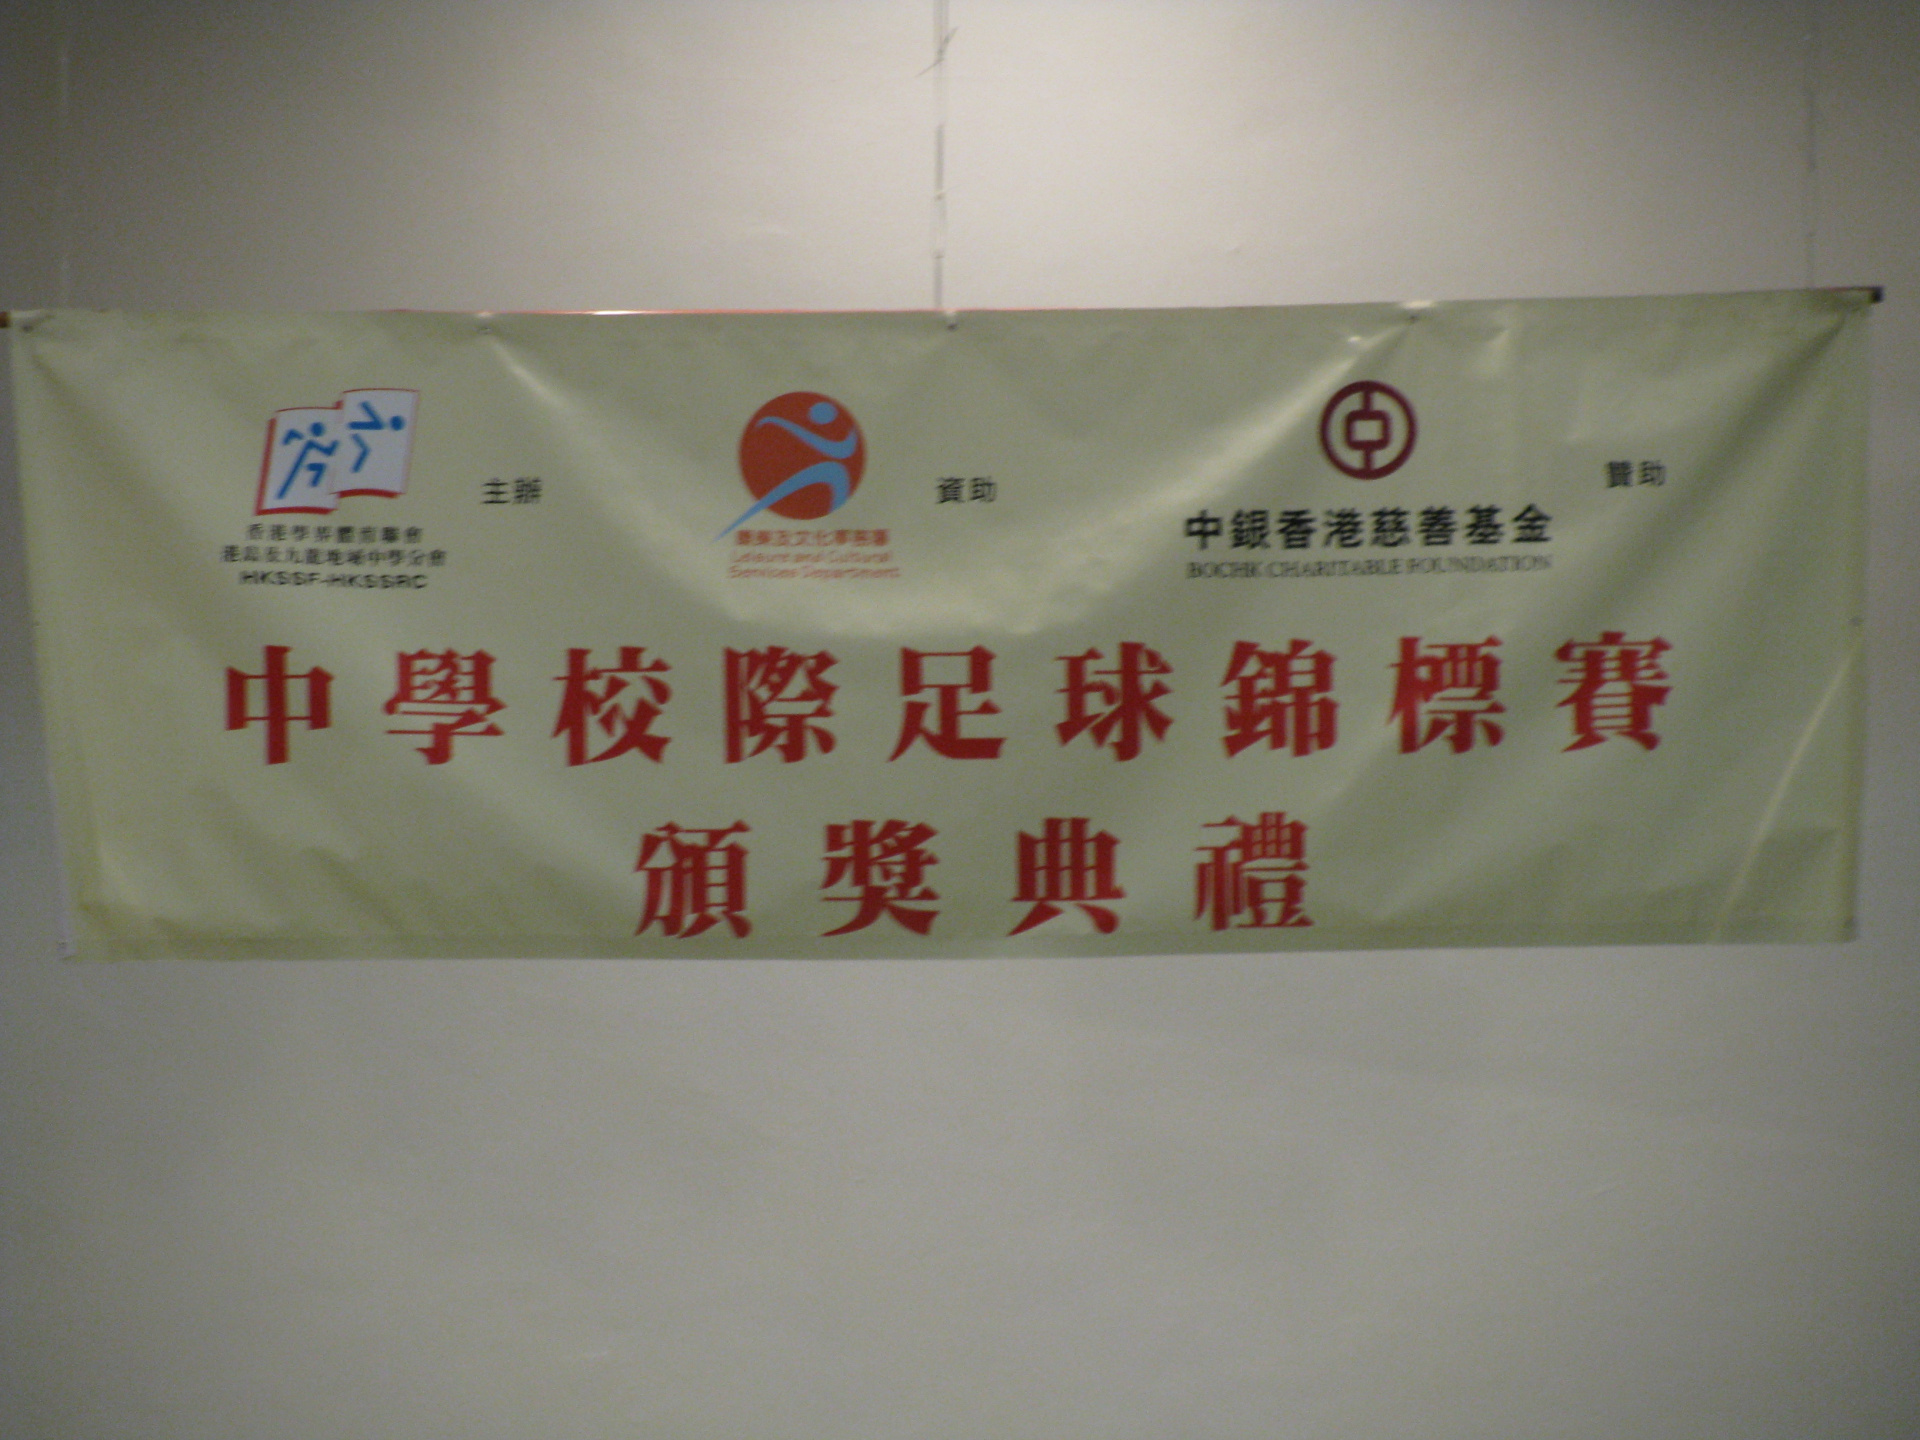 香港學界體育聯會
港島及九龍地域中學分會
HKSSF-HKSSRC
主辦
康樂及文化事務署
Leisure and Cultural
Services Department
資助
中銀香港慈善基金
BOCHK CHARITABLE FOUNDATION
贊助
中學校際足球錦標賽
頒獎典禮